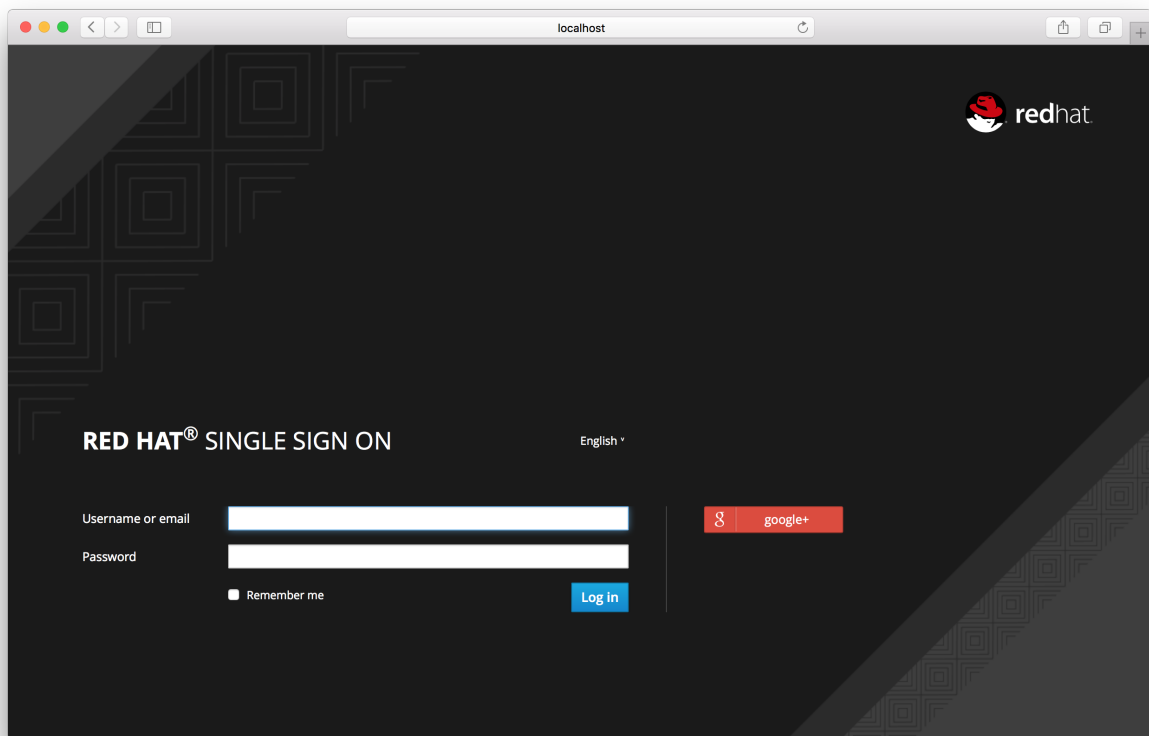 localhost
redhat.
RED HAT® SINGLE SIGN ON
English ˅
Username or email
g google+
Password
Remember me
Log in